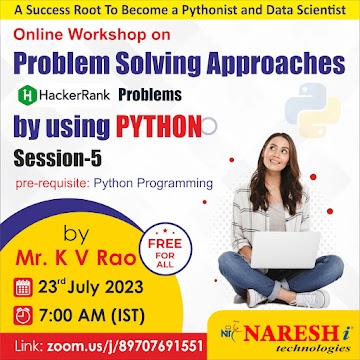 A Success Root To Become a Pythonist and Data Scientist
Online Workshop on
Problem Solving Approaches
HackerRank Problems
by using PYTHON
Session-5
pre-requisite: Python Programming
by
Mr. K V Rao
FREE
FOR
ALL
23rd July 2023
7:00 AM (IST)
Link: zoom.us/j/89707691551
NiT
NARESH i
technologies